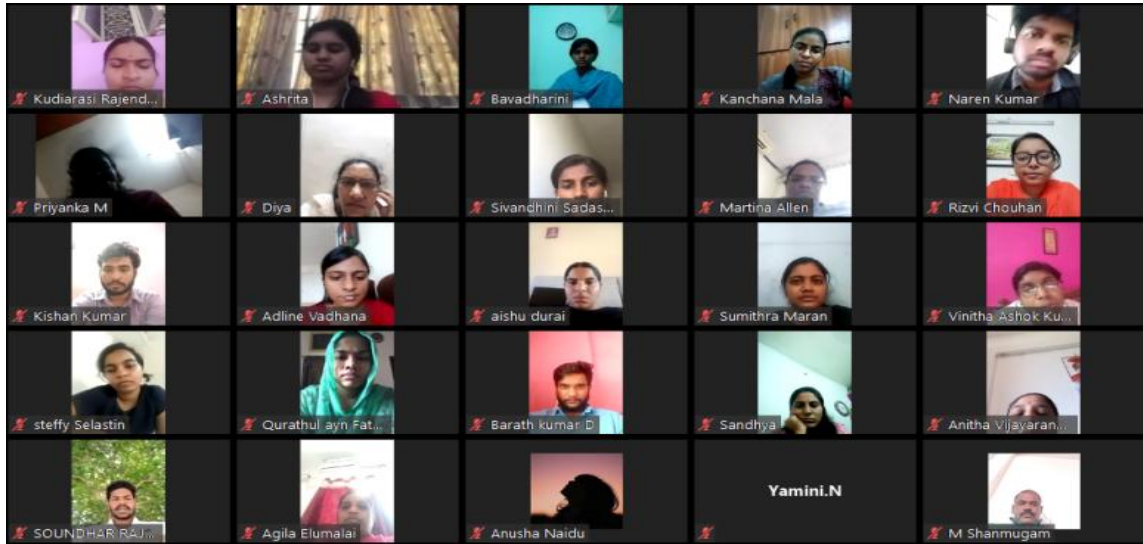 Kudiarasi Rajend...
Ashrita
Bavadharini
Kanchana Mala
Naren Kumar
Priyanka M
Diya
Sivandhini Sadas...
Martina Allen
Rizvi Chouhan
Kishan Kumar
Adline Vadhana
aishu durai
Sumithra Maran
Vinitha Ashok Ku...
steffy Selastin
Qurathul ayn Fat...
Barath kumar D
Sandhya
Anitha Vijayaran...
SOUNDHAR RAJ...
Agila Elumalai
Anusha Naidu
Yamini.N
M Shanmugam